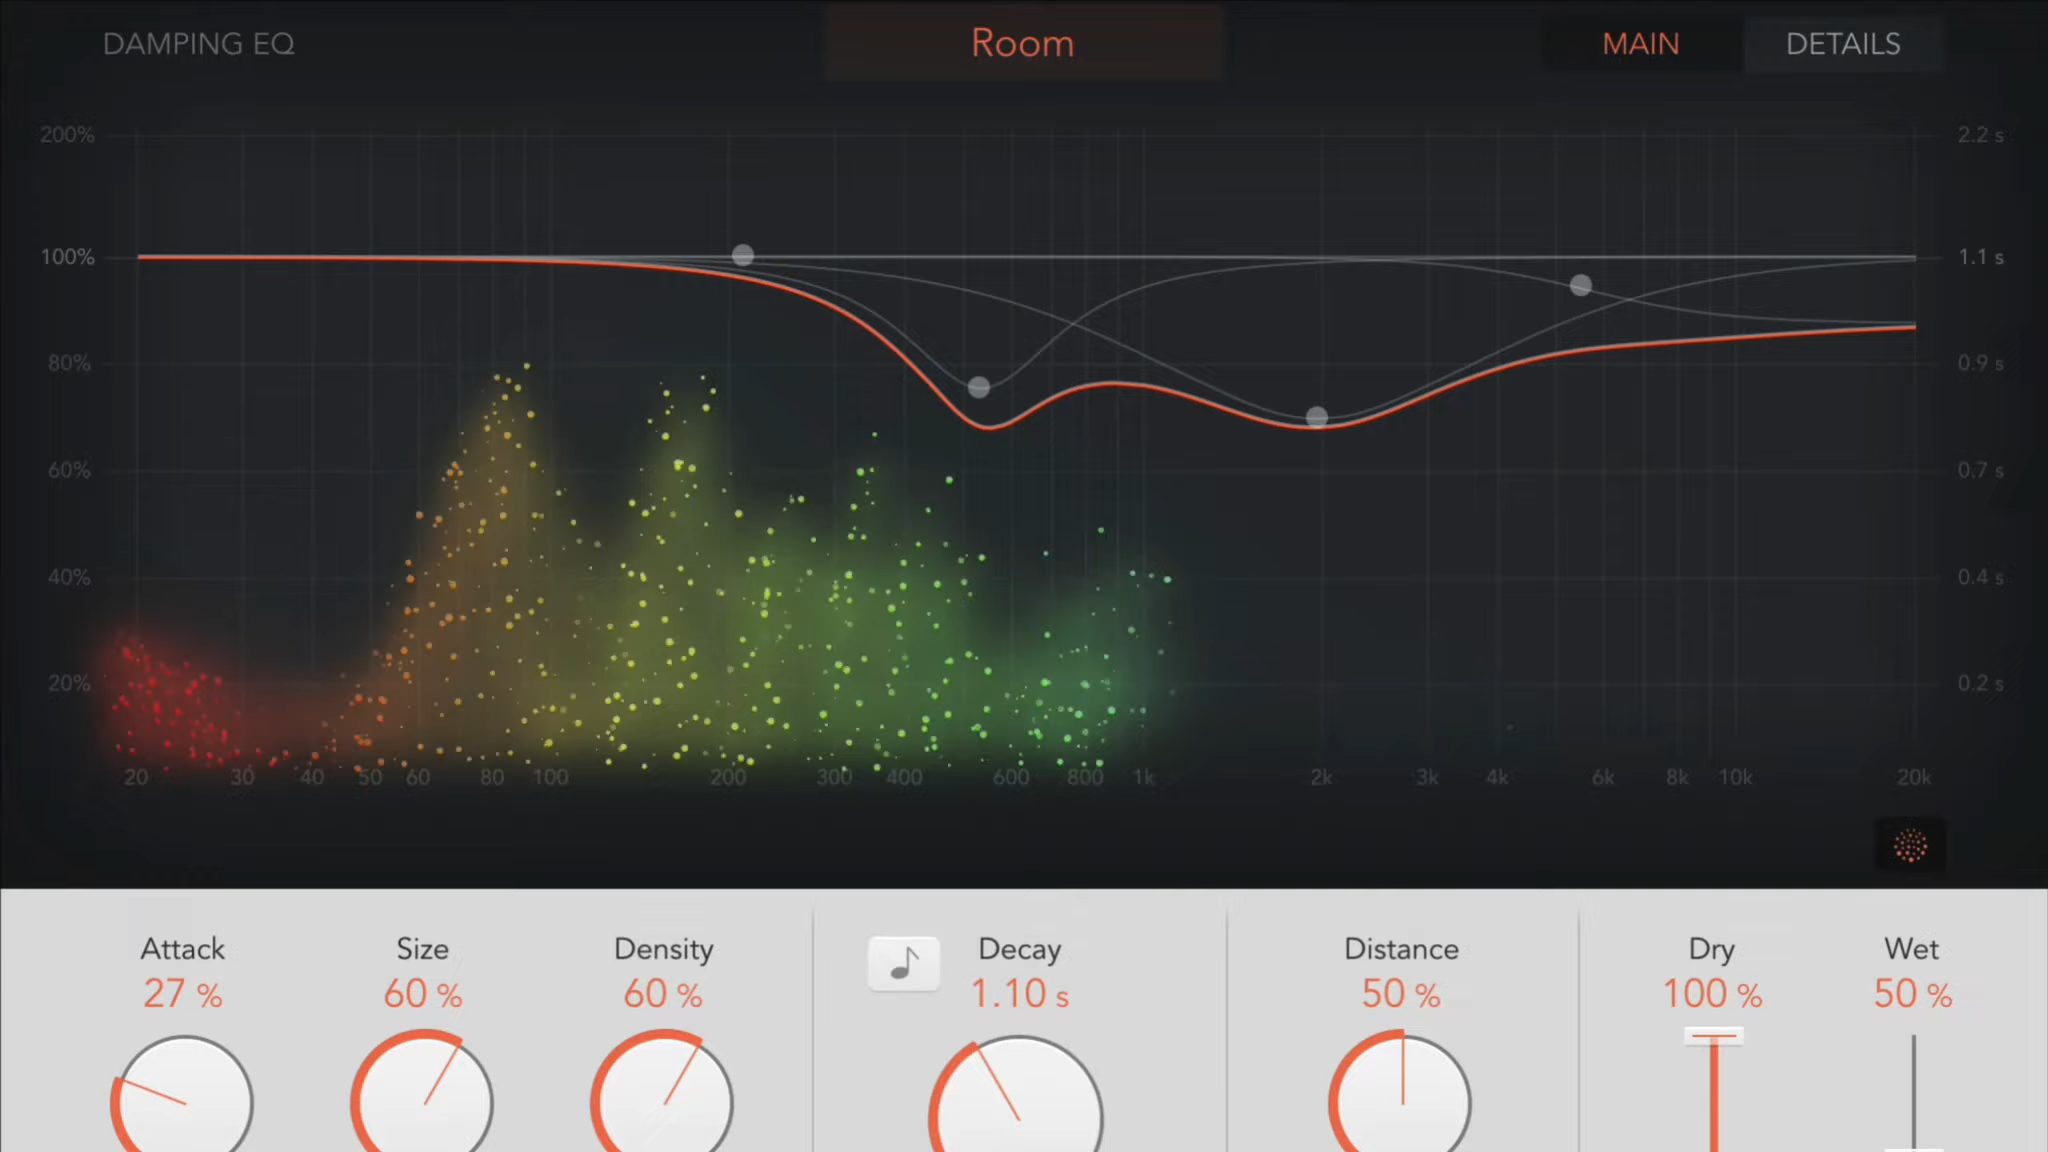 DAMPING EQ
Room
MAIN
DETAILS
200%
2.2 s
100%
1.1 s
80%
0.9 s
60%
0.7 s
40%
0.4 s
20%
0.2 s
20 30 40 50 60 80 100 200 300 400 600 800 1k 2k 3k 4k 6k 8k 10k 20k
Attack
27 %
Size
60 %
Density
60 %
Decay
1.10 s
Distance
50 %
Dry
100 %
Wet
50 %